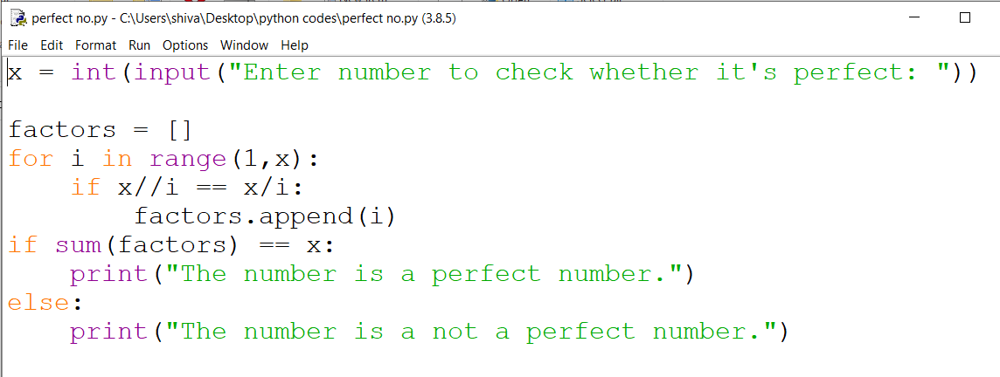 perfect no.py - C:\Users\shiva\Desktop\python codes\perfect no.py (3.8.5)
File Edit Format Run Options Window Help
x = int(input("Enter number to check whether it's perfect: "))
factors = []
for i in range(1,x):
    if x//i == x/i:
        factors.append(i)
if sum(factors) == x:
    print("The number is a perfect number.")
else:
    print("The number is a not a perfect number.")